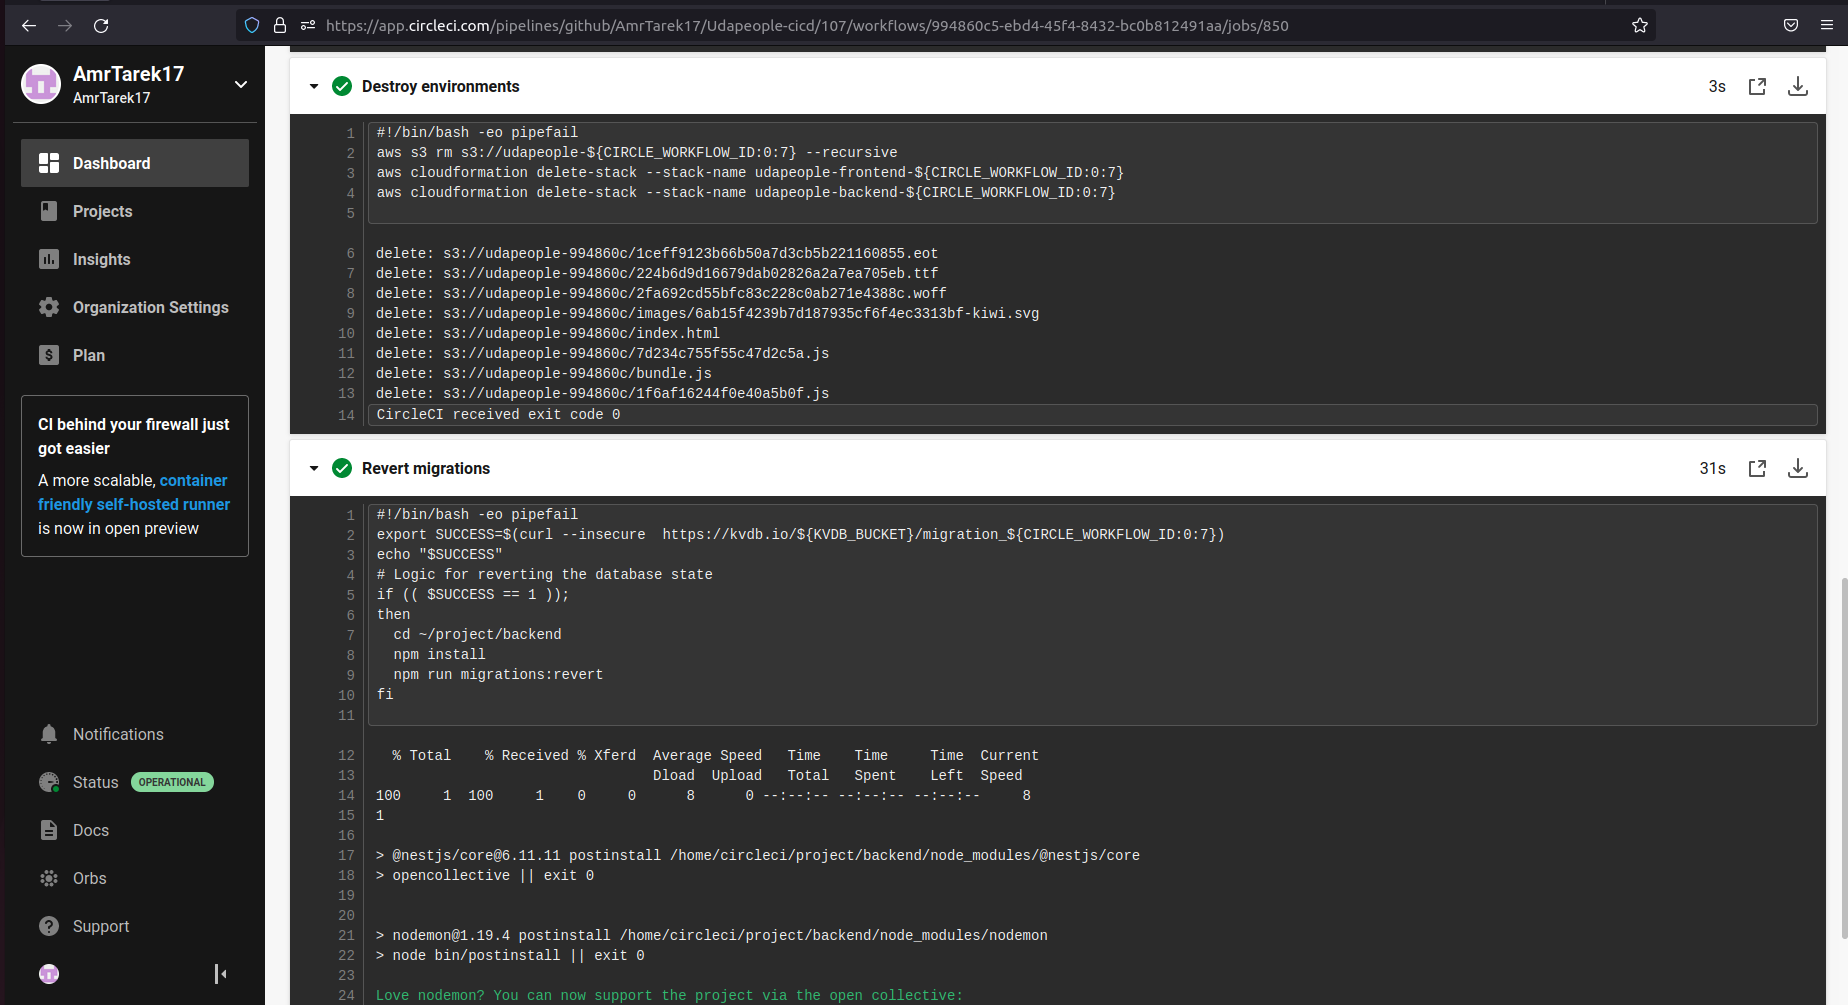 https://app.circleci.com/pipelines/github/AmrTarek17/Udapeople-cicd/107/workflows/994860c5-ebd4-45f4-8432-bc0b812491aa/jobs/850
AmrTarek17
AmrTarek17
Dashboard
Projects
Insights
Organization Settings
Plan
CI behind your firewall just
got easier
A more scalable, container
friendly self-hosted runner
is now in open preview
Notifications
Status OPERATIONAL
Docs
Orbs
Support
Destroy environments 3s
1 #!/bin/bash -eo pipefail
2 aws s3 rm s3://udapeople-${CIRCLE_WORKFLOW_ID:0:7} --recursive
3 aws cloudformation delete-stack --stack-name udapeople-frontend-${CIRCLE_WORKFLOW_ID:0:7}
4 aws cloudformation delete-stack --stack-name udapeople-backend-${CIRCLE_WORKFLOW_ID:0:7}
5
6 delete: s3://udapeople-994860c/1ceff9123b66b50a7d3cb5b221160855.eot
7 delete: s3://udapeople-994860c/224b6d9d16679dab02826a2a7ea705eb.ttf
8 delete: s3://udapeople-994860c/2fa692cd55bfc83c228c0ab271e4388c.woff
9 delete: s3://udapeople-994860c/images/6ab15f4239b7d187935cf6f4ec3313bf-kiwi.svg
10 delete: s3://udapeople-994860c/index.html
11 delete: s3://udapeople-994860c/7d234c755f55c47d2c5a.js
12 delete: s3://udapeople-994860c/bundle.js
13 delete: s3://udapeople-994860c/1f6af16244f0e40a5b0f.js
14 CircleCI received exit code 0
Revert migrations 31s
1 #!/bin/bash -eo pipefail
2 export SUCCESS=$(curl --insecure  https://kvdb.io/${KVDB_BUCKET}/migration_${CIRCLE_WORKFLOW_ID:0:7})
3 echo "$SUCCESS"
4 # Logic for reverting the database state
5 if (( $SUCCESS == 1 ));
6 then
7   cd ~/project/backend
8   npm install
9   npm run migrations:revert
10 fi
11
12   % Total    % Received % Xferd  Average Speed   Time    Time     Time  Current
13                                  Dload  Upload   Total   Spent    Left  Speed
14 100     1  100     1    0     0      8      0 --:--:-- --:--:-- --:--:--     8
15 1
16
17 > @nestjs/core@6.11.11 postinstall /home/circleci/project/backend/node_modules/@nestjs/core
18 > opencollective || exit 0
19
20
21 > nodemon@1.19.4 postinstall /home/circleci/project/backend/node_modules/nodemon
22 > node bin/postinstall || exit 0
23
24 Love nodemon? You can now support the project via the open collective: